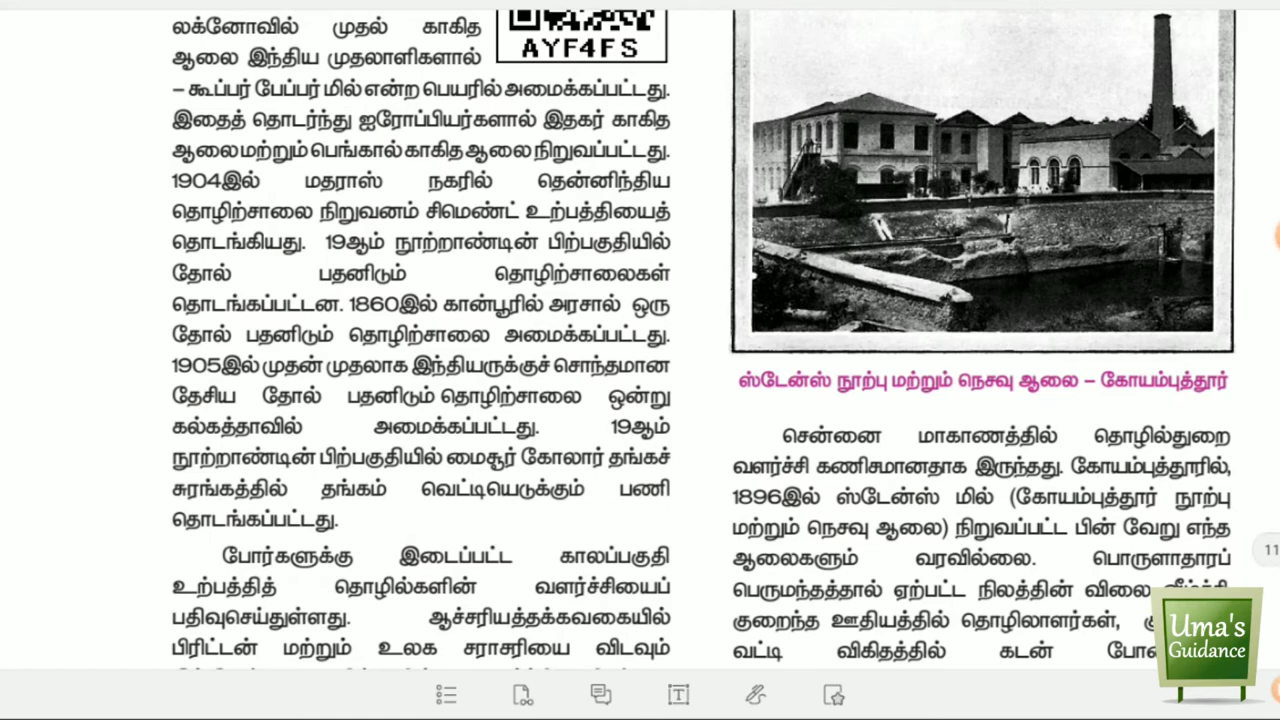 லக்னோவில் முதல் காகித
ஆலை இந்திய முதலாளிகளால்
– கூப்பர் பேப்பர் மில் என்ற பெயரில் அமைக்கப்பட்டது.
இதைத் தொடர்ந்து ஐரோப்பியர்களால் இதகர் காகித
ஆலை மற்றும் பெங்கால் காகித ஆலை நிறுவப்பட்டது.
1904இல் மதராஸ் நகரில் தென்னிந்திய
தொழிற்சாலை நிறுவனம் சிமெண்ட் உற்பத்தியைத்
தொடங்கியது. 19ஆம் நூற்றாண்டின் பிற்பகுதியில்
தோல் பதனிடும் தொழிற்சாலைகள்
தொடங்கப்பட்டன. 1860இல் கான்பூரில் அரசால் ஒரு
தோல் பதனிடும் தொழிற்சாலை அமைக்கப்பட்டது.
1905இல் முதன் முதலாக இந்தியருக்குச் சொந்தமான
தேசிய தோல் பதனிடும் தொழிற்சாலை ஒன்று
கல்கத்தாவில் அமைக்கப்பட்டது. 19ஆம்
நூற்றாண்டின் பிற்பகுதியில் மைசூர் கோலார் தங்கச்
சுரங்கத்தில் தங்கம் வெட்டியெடுக்கும் பணி
தொடங்கப்பட்டது.
போர்களுக்கு இடைப்பட்ட காலப்பகுதி
உற்பத்தித் தொழில்களின் வளர்ச்சியைப்
பதிவுசெய்துள்ளது. ஆச்சரியத்தக்கவகையில்
பிரிட்டன் மற்றும் உலக சராசரியை விடவும்
AYF4FS
ஸ்டேன்ஸ் நூற்பு மற்றும் நெசவு ஆலை – கோயம்புத்தூர்
சென்னை மாகாணத்தில் தொழில்துறை
வளர்ச்சி கணிசமானதாக இருந்தது. கோயம்புத்தூரில்,
1896இல் ஸ்டேன்ஸ் மில் (கோயம்புத்தூர் நூற்பு
மற்றும் நெசவு ஆலை) நிறுவப்பட்ட பின் வேறு எந்த
ஆலைகளும் வரவில்லை. பொருளாதாரப்
பெருமந்தத்தால் ஏற்பட்ட நிலத்தின் விலை
குறைந்த ஊதியத்தில் தொழிலாளர்கள்,
வட்டி விகிதத்தில் கடன்
11
Uma's
Guidance